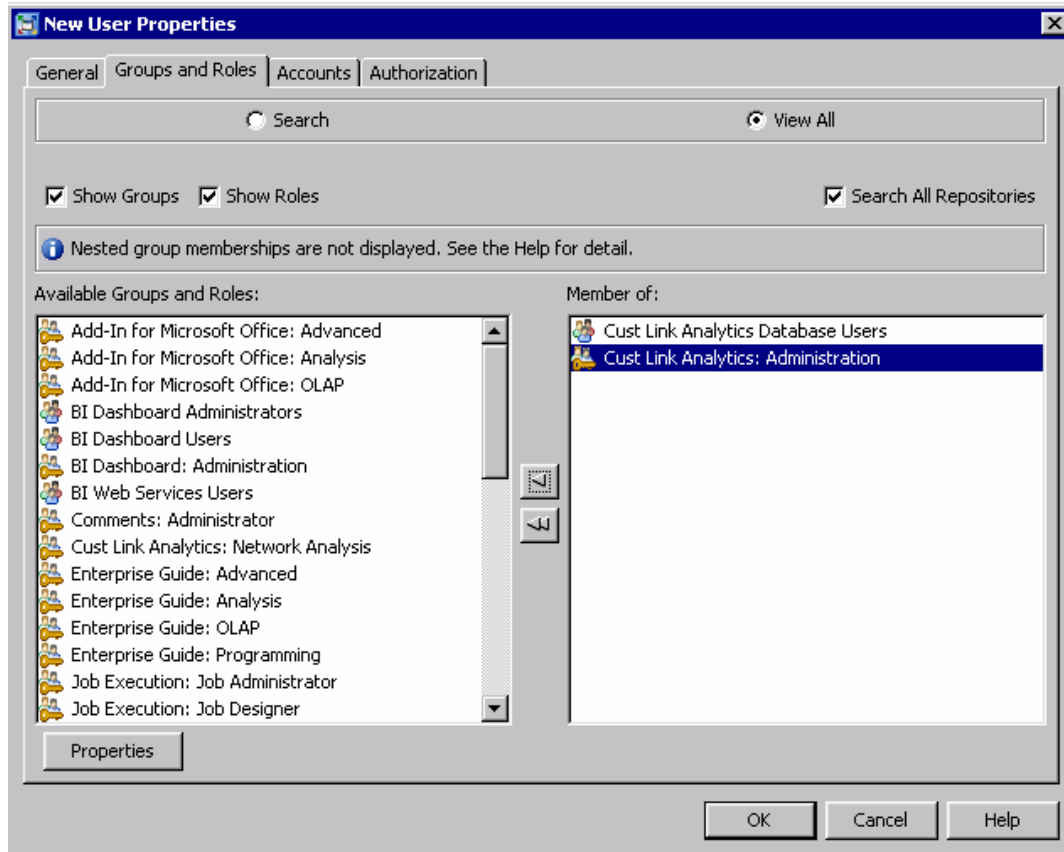 New User Properties
General
Groups and Roles
Accounts
Authorization
Search
View All
Show Groups
Show Roles
Search All Repositories
Nested group memberships are not displayed. See the Help for detail.
Available Groups and Roles:
Add-In for Microsoft Office: Advanced
Add-In for Microsoft Office: Analysis
Add-In for Microsoft Office: OLAP
BI Dashboard Administrators
BI Dashboard Users
BI Dashboard: Administration
BI Web Services Users
Comments: Administrator
Cust Link Analytics: Network Analysis
Enterprise Guide: Advanced
Enterprise Guide: Analysis
Enterprise Guide: OLAP
Enterprise Guide: Programming
Job Execution: Job Administrator
Job Execution: Job Designer
Member of:
Cust Link Analytics Database Users
Cust Link Analytics: Administration
Properties
OK
Cancel
Help